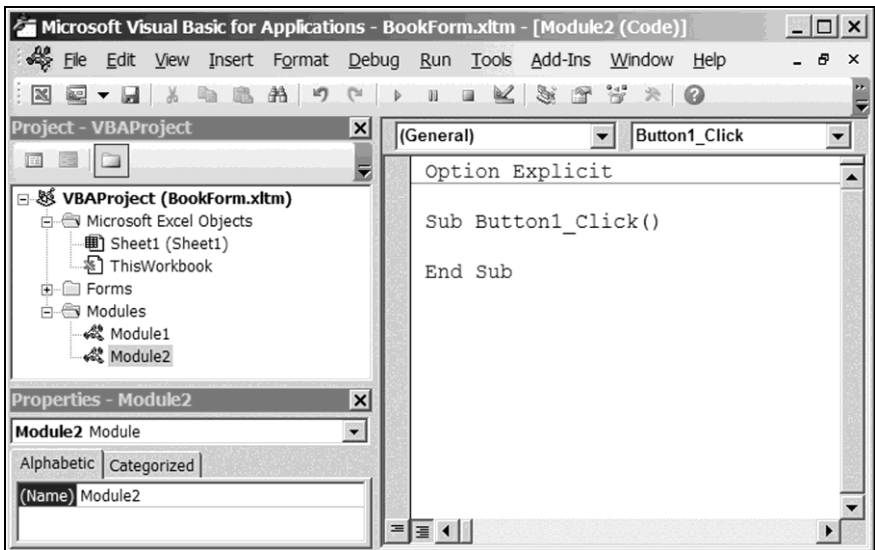 Microsoft Visual Basic for Applications - BookForm.xltm - [Module2 (Code)]
File Edit View Insert Format Debug Run Tools Add-Ins Window Help
Project - VBAProject
VBAProject (BookForm.xltm)
Microsoft Excel Objects
Sheet1 (Sheet1)
ThisWorkbook
Forms
Modules
Module1
Module2
Properties - Module2
Module2 Module
Alphabetic Categorized
(Name) Module2
(General) Button1_Click
Option Explicit
Sub Button1_Click()
End Sub